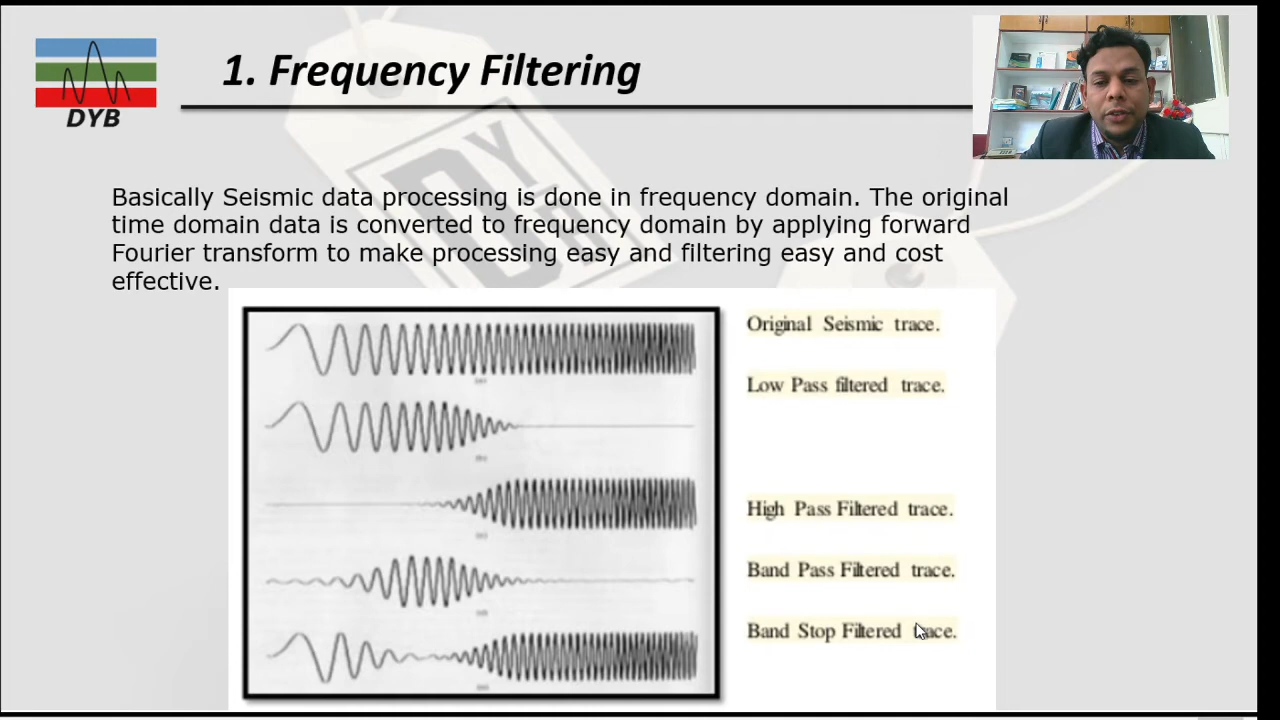 1. Frequency Filtering
DYB
Basically Seismic data processing is done in frequency domain. The original
time domain data is converted to frequency domain by applying forward
Fourier transform to make processing easy and filtering easy and cost
effective.
Original Seismic trace.
Low Pass filtered trace.
High Pass Filtered trace.
Band Pass Filtered trace.
Band Stop Filtered trace.